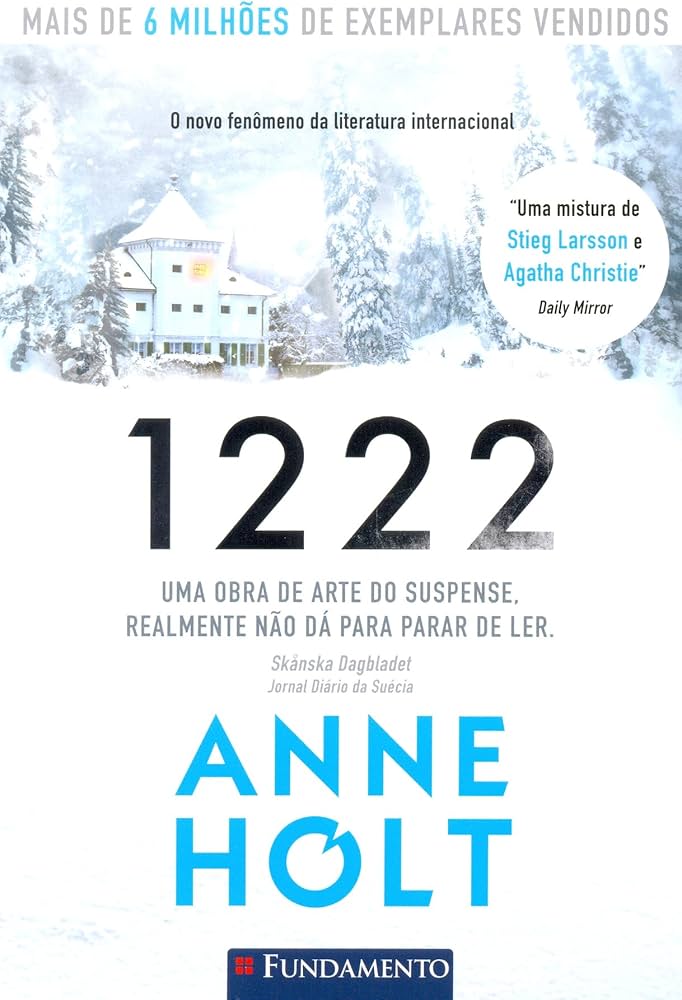 MAIS DE 6 MILHÕES DE EXEMPLARES VENDIDOS
O novo fenômeno da literatura internacional
“Uma mistura de
Stieg Larsson e
Agatha Christie”
Daily Mirror
1222
UMA OBRA DE ARTE DO SUSPENSE,
REALMENTE NÃO DÁ PARA PARAR DE LER.
Skånska Dagbladet
Jornal Diário da Suécia
ANNE
HOLT
FUNDAMENTO